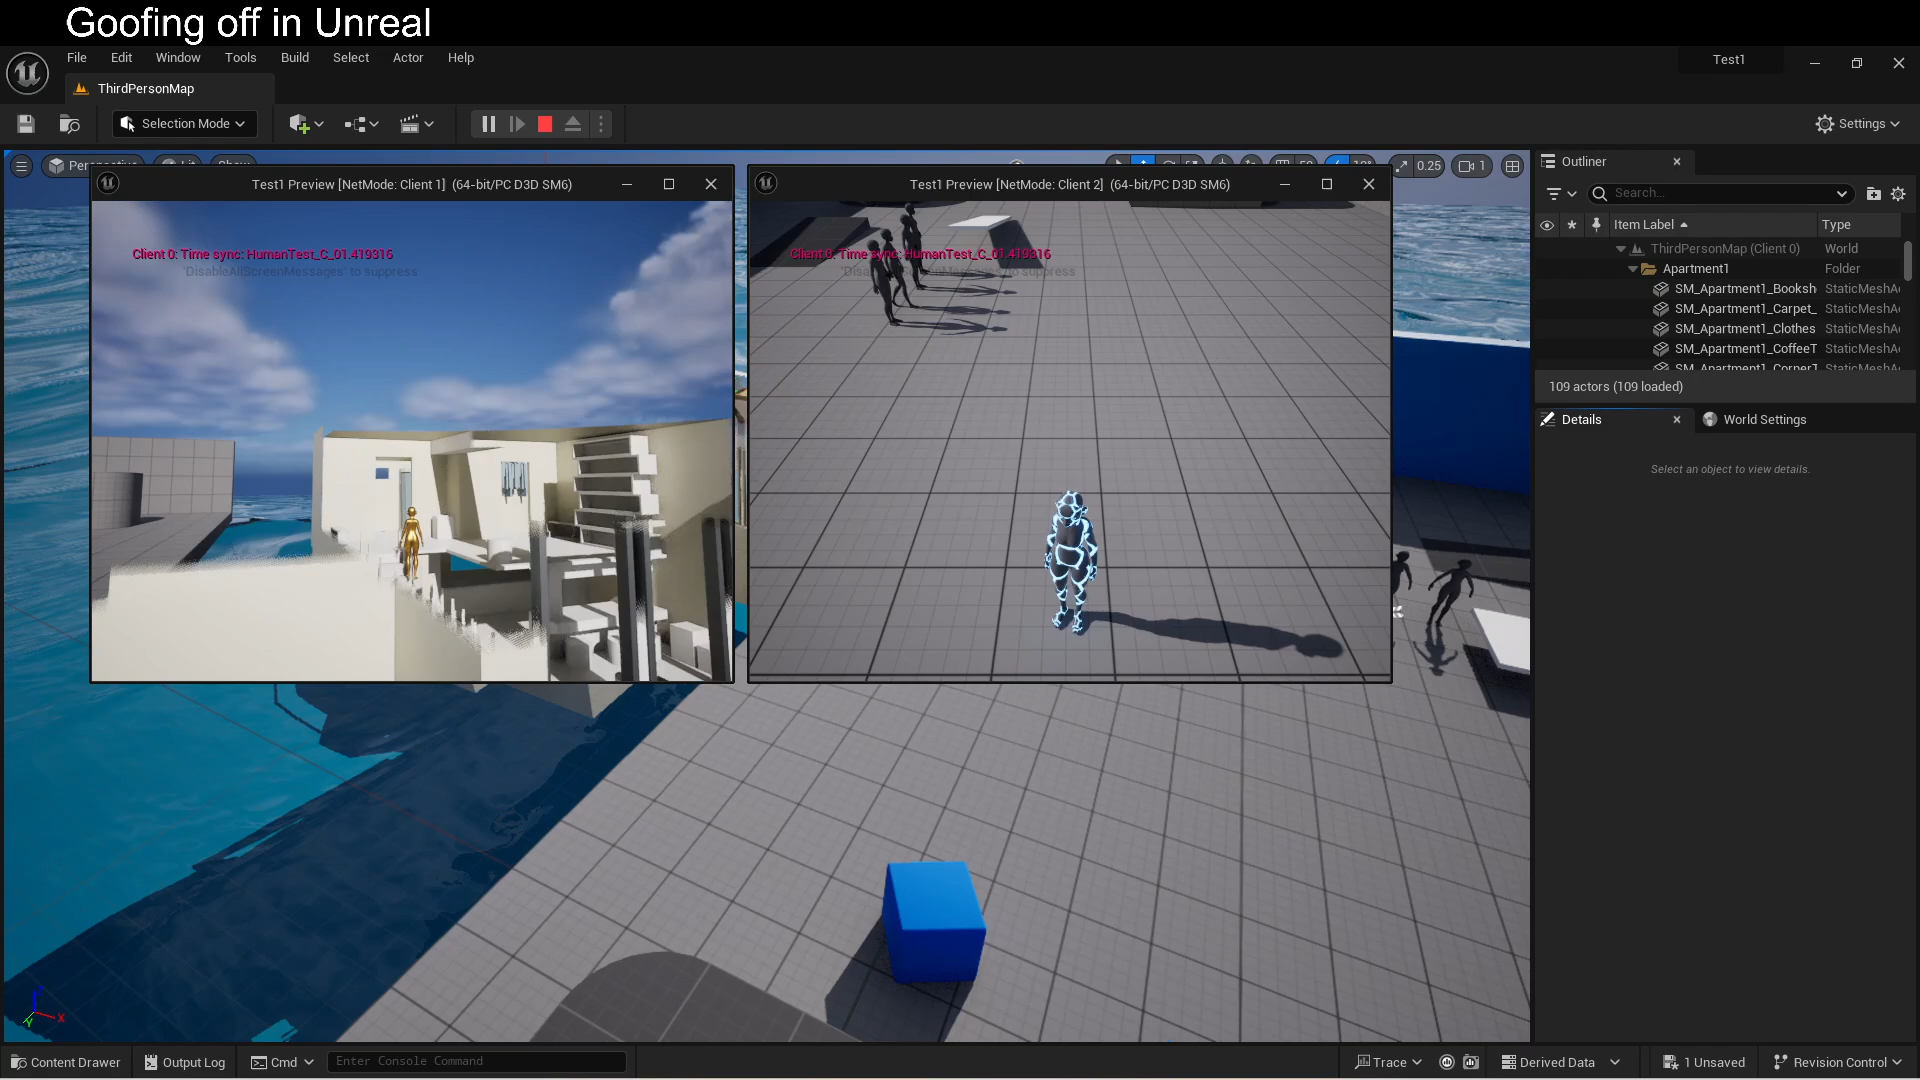 Goofing off in Unreal
File Edit Window Tools Build Select Actor Help
Test1
ThirdPersonMap
Selection Mode
Settings
Perspective Lit Show
0.25 1
Test1 Preview [NetMode: Client 1] (64-bit/PC D3D SM6)
Test1 Preview [NetMode: Client 2] (64-bit/PC D3D SM6)
Client 0: Time sync: HumanTest_C_01.419316
'DisableAllScreenMessages' to suppress
Client 0: Time sync: HumanTest_C_01.419316
to suppress
Outliner
Search...
Item Label Type
ThirdPersonMap (Client 0) World
Apartment1 Folder
SM_Apartment1_Booksh StaticMeshA
SM_Apartment1_Carpet_ StaticMeshA
SM_Apartment1_Clothes StaticMeshA
SM_Apartment1_CoffeeT StaticMeshA
109 actors (109 loaded)
Details
World Settings
Select an object to view details.
X
Y
Content Drawer
Output Log
Cmd
Enter Console Command
Trace
Derived Data
1 Unsaved
Revision Control